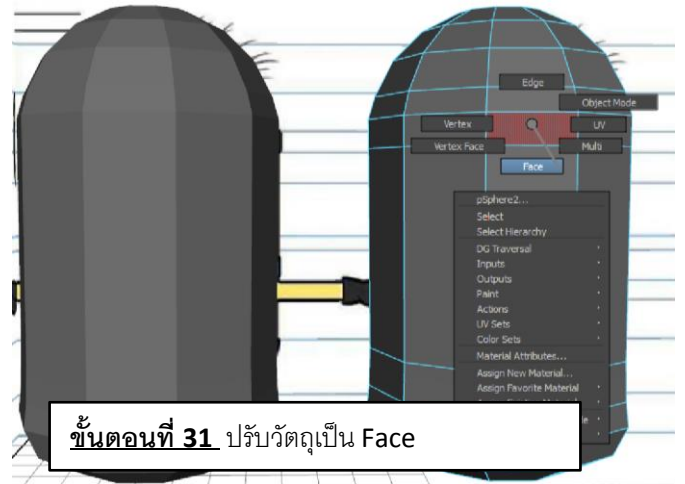 Edge
Object Mode
Vertex
UV
Vertex Face
Multi
Face
pSphere2...
Select
Select Hierarchy
DG Traversal
Inputs
Outputs
Paint
Actions
UV Sets
Color Sets
Material Attributes...
Assign New Material...
Assign Favorite Material
ขั้นตอนที่ 31 ปรับวัตถุเป็น Face